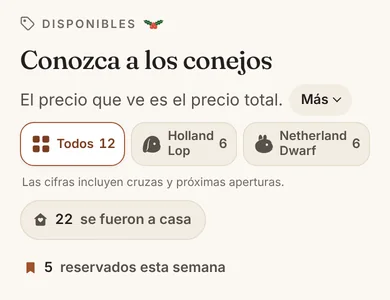 DISPONIBLES
Conozca a los conejos
El precio que ve es el precio total. Más
Todos 12
Holland Lop 6
Netherland Dwarf 6
Las cifras incluyen cruzas y próximas aperturas.
22 se fueron a casa
5 reservados esta semana